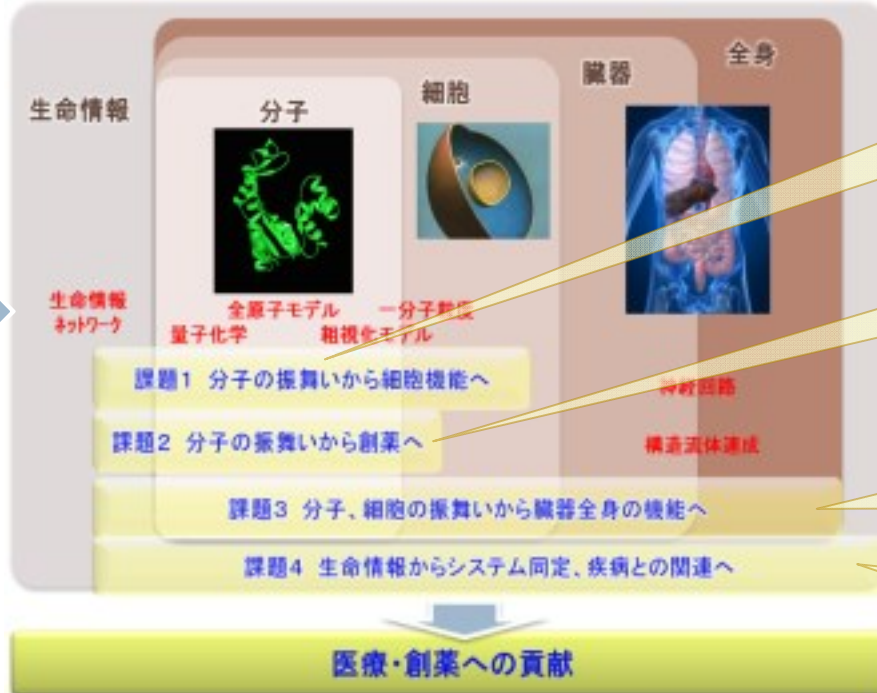 全身
臓器
細胞
生命情報
分子
生命情報
ネットワーク
全原子モデル 一分子粒度
量子化学 粗視化モデル
課題1 分子の振舞いから細胞機能へ
神経回路
課題2 分子の振舞いから創薬へ
構造流体連成
課題3 分子、細胞の振舞いから臓器全身の機能へ
課題4 生命情報からシステム同定、疾病との関連へ
医療・創薬への貢献